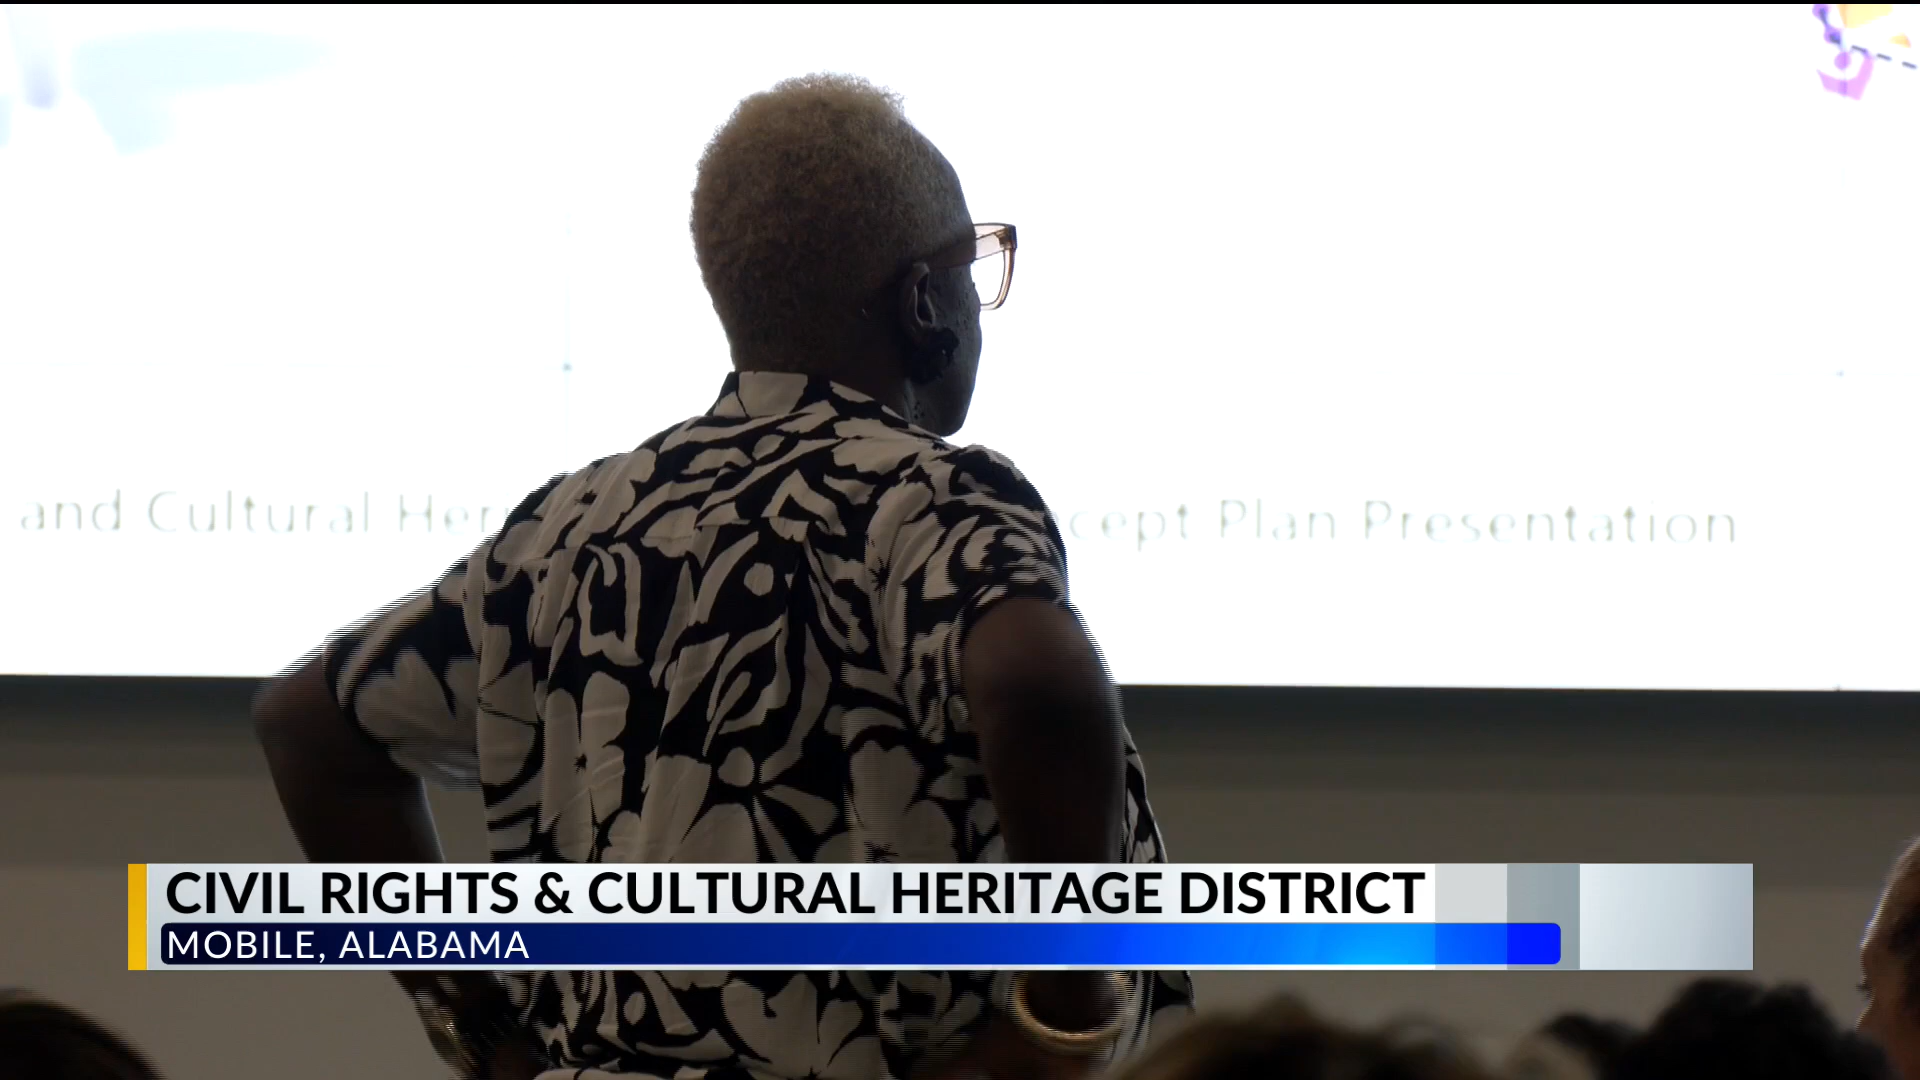 and Cultural Her cept Plan Presentation
CIVIL RIGHTS & CULTURAL HERITAGE DISTRICT
MOBILE, ALABAMA